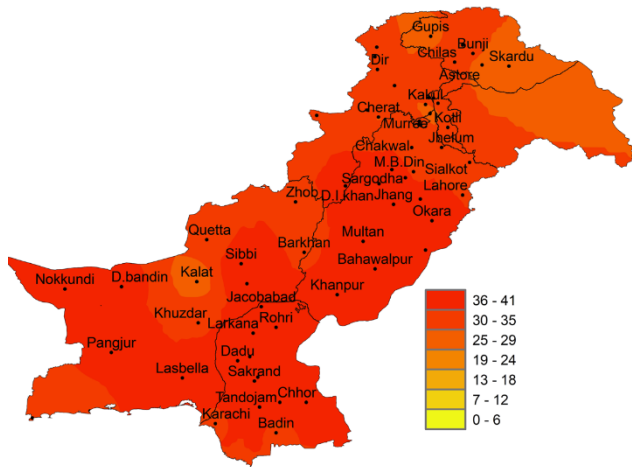 Gupis
Bunji
Chilas
Skardu
Dir
Astore
Kakul
Cherat
Murree
Kotli
Jhelum
Chakwal
M.B.Din
Sialkot
Sargodha
Zhob
D.I.khan
Jhang
Lahore
Okara
Quetta
Multan
Sibbi
Barkhan
Bahawalpur
Nokkundi
D.bandin
Kalat
Khanpur
Jacobabad
Khuzdar
Larkana
Rohri
Pangjur
Dadu
Lasbella
Sakrand
Tandojam
Chhor
Karachi
Badin
36 - 41
30 - 35
25 - 29
19 - 24
13 - 18
7 - 12
0 - 6